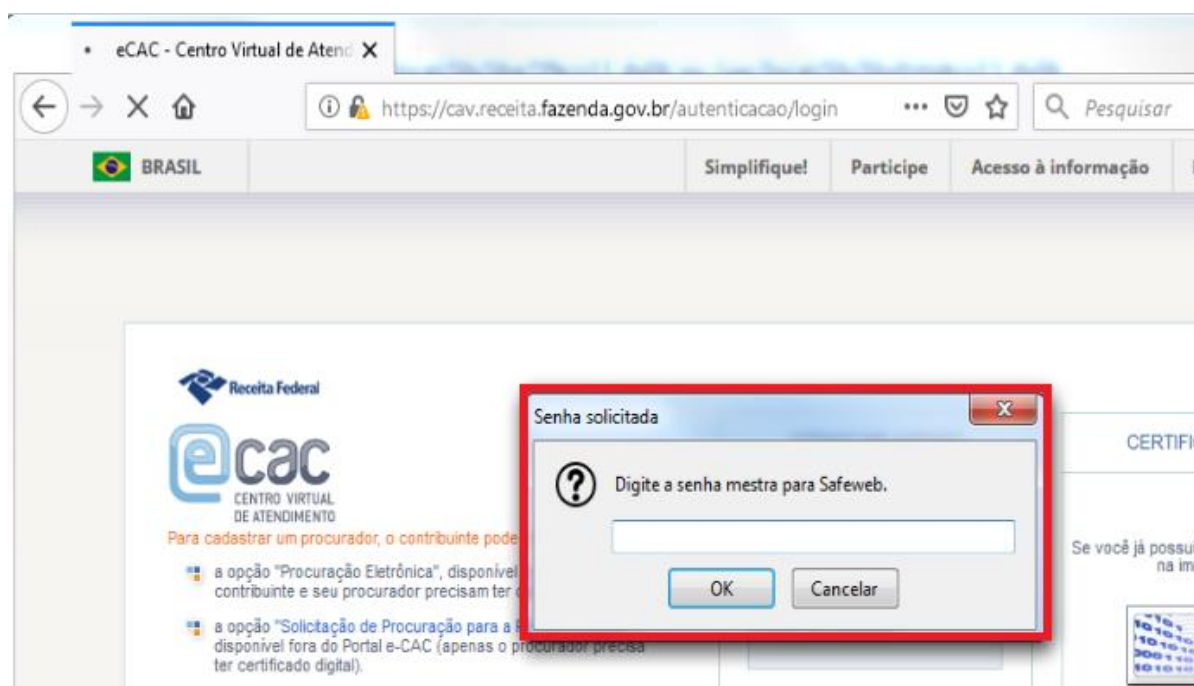 eCAC - Centro Virtual de Atend
https://cav.receita.fazenda.gov.br/autenticacao/login
Pesquisar
BRASIL
Simplifique!
Participe
Acesso à informação
Receita Federal
ecac
CENTRO VIRTUAL
DE ATENDIMENTO
Para cadastrar um procurador, o contribuinte pode
a opção "Procuração Eletrônica", disponível
contribuinte e seu procurador precisam ter
a opção "Solicitação de Procuração para a
disponível fora do Portal e-CAC (apenas o procurador precisa
ter certificado digital).
Senha solicitada
Digite a senha mestra para Safeweb.
OK
Cancelar
CERTIFI
Se você já possui
na im